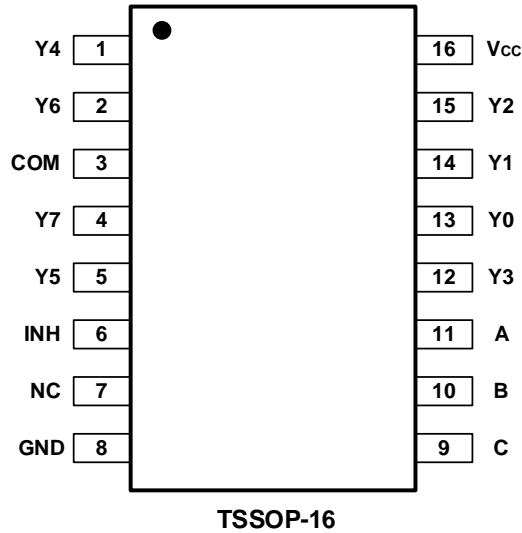 Y4 1 16 Vcc
Y6 2 15 Y2
COM 3 14 Y1
Y7 4 13 Y0
Y5 5 12 Y3
INH 6 11 A
NC 7 10 B
GND 8 9 C
TSSOP-16